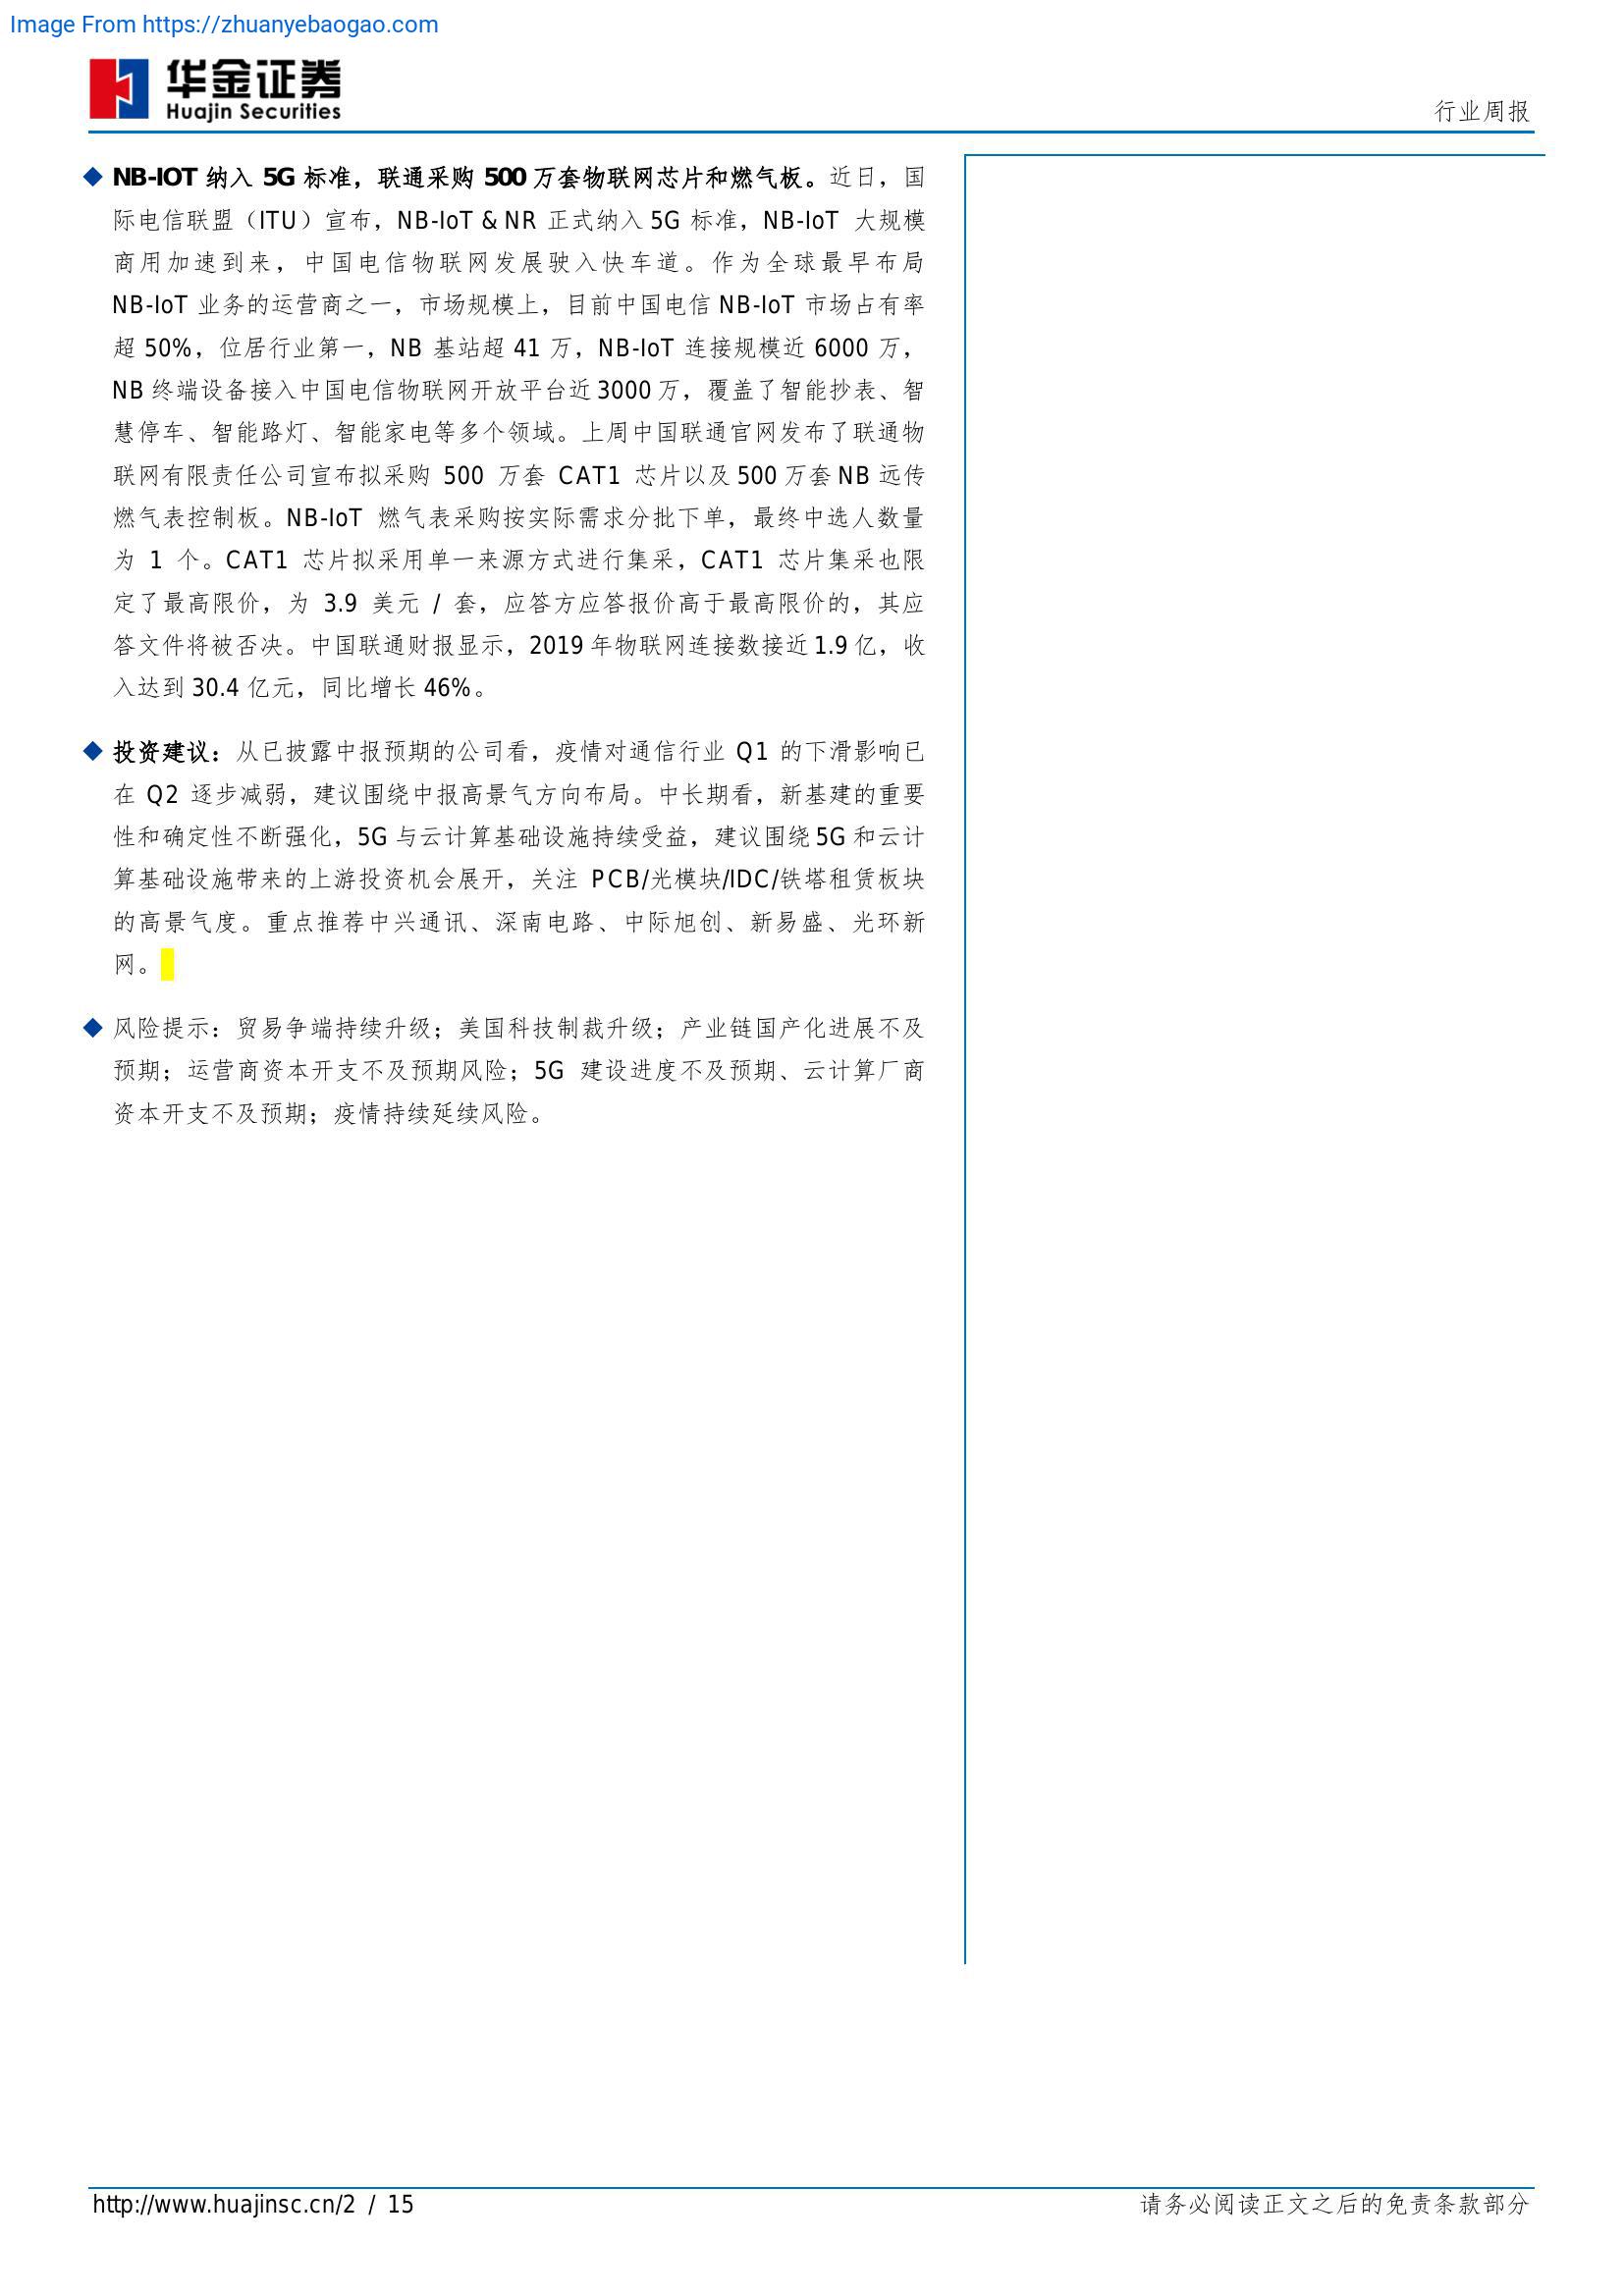 Image From https://zhuanyebaogao.com
华金证券
Huajin Securities
行业周报
◆ NB-IOT 纳入 5G 标准，联通采购 500 万套物联网芯片和燃气板。近日，国
际电信联盟（ITU）宣布，NB-IoT & NR 正式纳入 5G 标准，NB-IoT 大规模
商用加速到来，中国电信物联网发展驶入快车道。作为全球最早布局
NB-IoT 业务的运营商之一，市场规模上，目前中国电信 NB-IoT 市场占有率
超 50%，位居行业第一，NB 基站超 41 万，NB-IoT 连接规模近 6000 万，
NB 终端设备接入中国电信物联网开放平台近 3000 万，覆盖了智能抄表、智
慧停车、智能路灯、智能家电等多个领域。上周中国联通官网发布了联通物
联网有限责任公司宣布拟采购 500 万套 CAT1 芯片以及 500 万套 NB 远传
燃气表控制板。NB-IoT 燃气表采购按实际需求分批下单，最终中选人数量
为 1 个。CAT1 芯片拟采用单一来源方式进行集采，CAT1 芯片集采也限
定了最高限价，为 3.9 美元 / 套，应答方应答报价高于最高限价的，其应
答文件将被否决。中国联通财报显示，2019 年物联网连接数接近 1.9 亿，收
入达到 30.4 亿元，同比增长 46%。
◆ 投资建议：从已披露中报预期的公司看，疫情对通信行业 Q1 的下滑影响已
在 Q2 逐步减弱，建议围绕中报高景气方向布局。中长期看，新基建的重要
性和确定性不断强化，5G 与云计算基础设施持续受益，建议围绕 5G 和云计
算基础设施带来的上游投资机会展开，关注 PCB/光模块/IDC/铁塔租赁板块
的高景气度。重点推荐中兴通讯、深南电路、中际旭创、新易盛、光环新
网。
◆ 风险提示：贸易争端持续升级；美国科技制裁升级；产业链国产化进展不及
预期；运营商资本开支不及预期风险；5G 建设进度不及预期、云计算厂商
资本开支不及预期；疫情持续延续风险。
http://www.huajinsc.cn/2 / 15
请务必阅读正文之后的免责条款部分